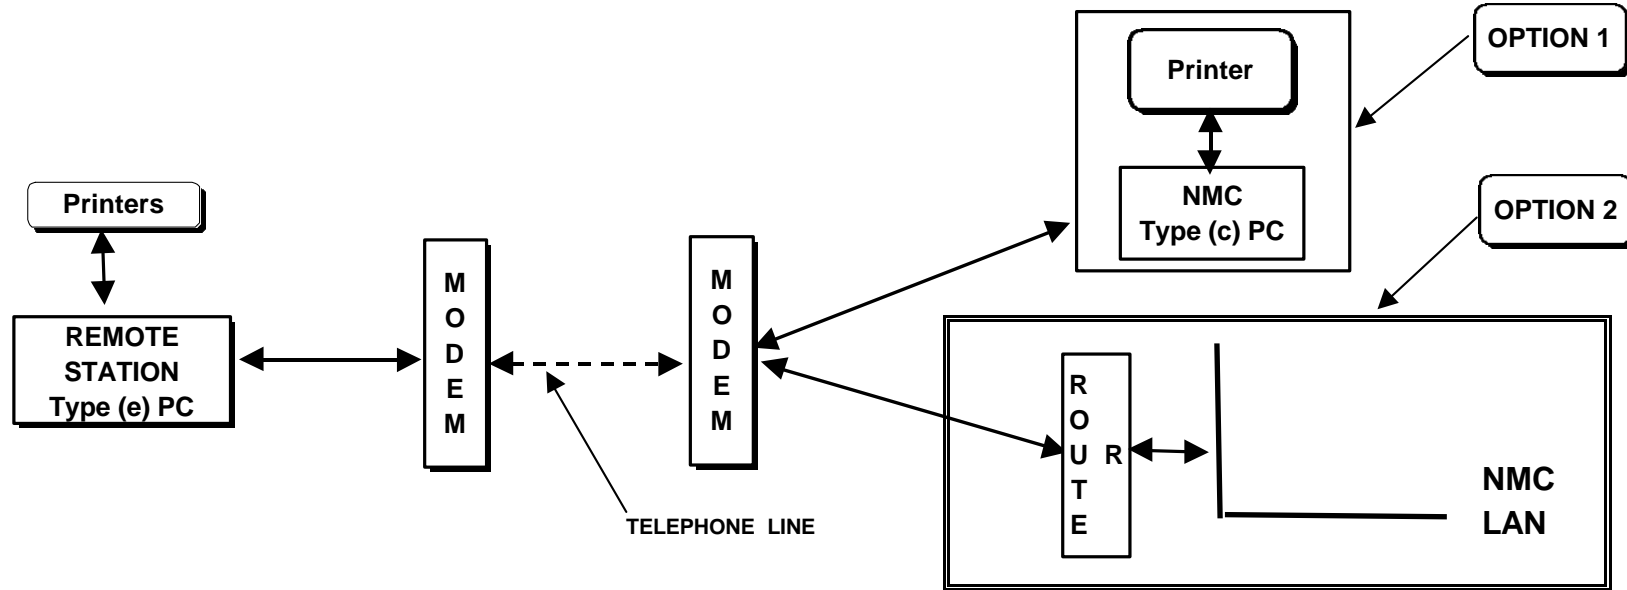 Printers
REMOTE
STATION
Type (e) PC
M
O
D
E
M
TELEPHONE LINE
M
O
D
E
M
Printer
NMC
Type (c) PC
OPTION 1
OPTION 2
R
O
U R
T
E
NMC
LAN